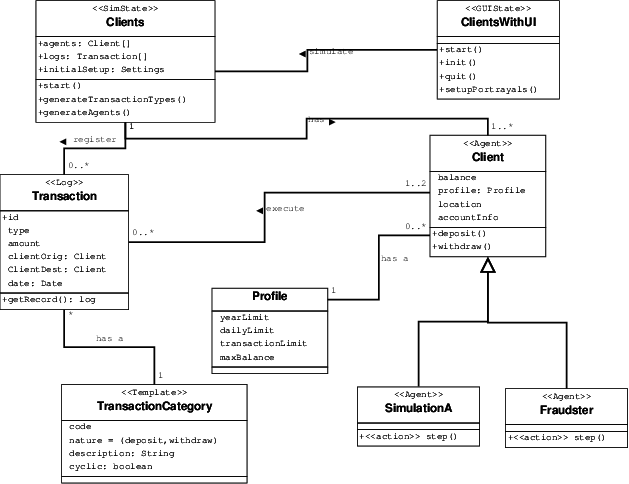 <<SimState>>
Clients
+agents: Client[]
+logs: Transaction[]
+initialSetup: Settings
+start()
+generateTransactionTypes()
+generateAgents()
<<GUIState>>
ClientsWithUI
+start()
+init()
+quit()
+setupPortrayals()
simulate
1
has
1..*
register
0..*
<<Agent>>
Client
balance
profile: Profile
location
accountInfo
+deposit()
+withdraw()
<<Log>>
Transaction
+id
type
amount
clientOrig: Client
ClientDest: Client
date: Date
+getRecord(): log
1..2
execute
0..*
0..*
has a
1
Profile
yearLimit
dailyLimit
transactionLimit
maxBalance
*
has a
1
<<Template>>
TransactionCategory
code
nature = (deposit,withdraw)
description: String
cyclic: boolean
<<Agent>>
SimulationA
+<<action>> step()
<<Agent>>
Fraudster
+<<action>> step()